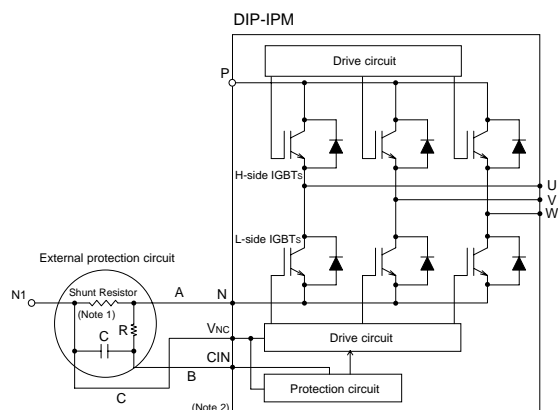 DIP-IPM
Drive circuit
P
H-side IGBTS
U
V
W
L-side IGBTS
External protection circuit
N1
Shunt Resistor
A
N
(Note 1)
R
C
VNC
Drive circuit
CIN
B
C
Protection circuit
(Note 2)